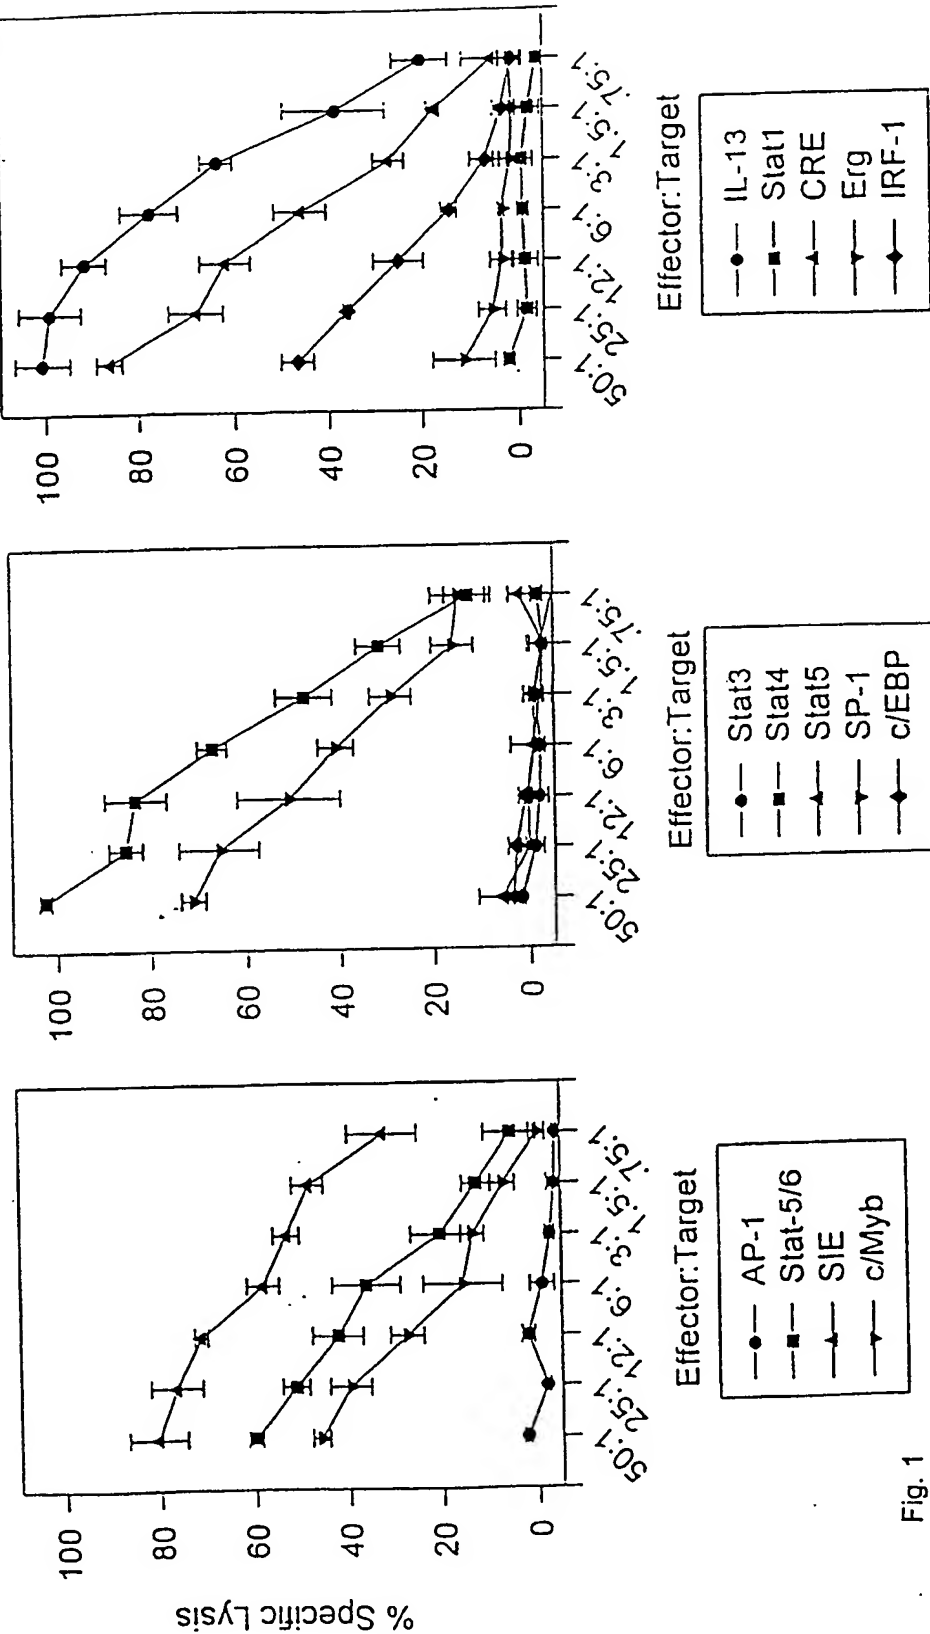 % Specific Lysis
100
80
60
40
20
0
50:1 25:1 12:1 6:1 3:1 1.5:1 .75:1
Effector:Target
AP-1
Stat-5/6
SIE
c/Myb
100
80
60
40
20
0
50:1 25:1 12:1 6:1 3:1 1.5:1 .75:1
Effector:Target
Stat3
Stat4
Stat5
SP-1
c/EBP
100
80
60
40
20
0
50:1 25:1 12:1 6:1 3:1 1.5:1 .75:1
Effector:Target
IL-13
Stat1
CRE
Erg
IRF-1
Fig. 1